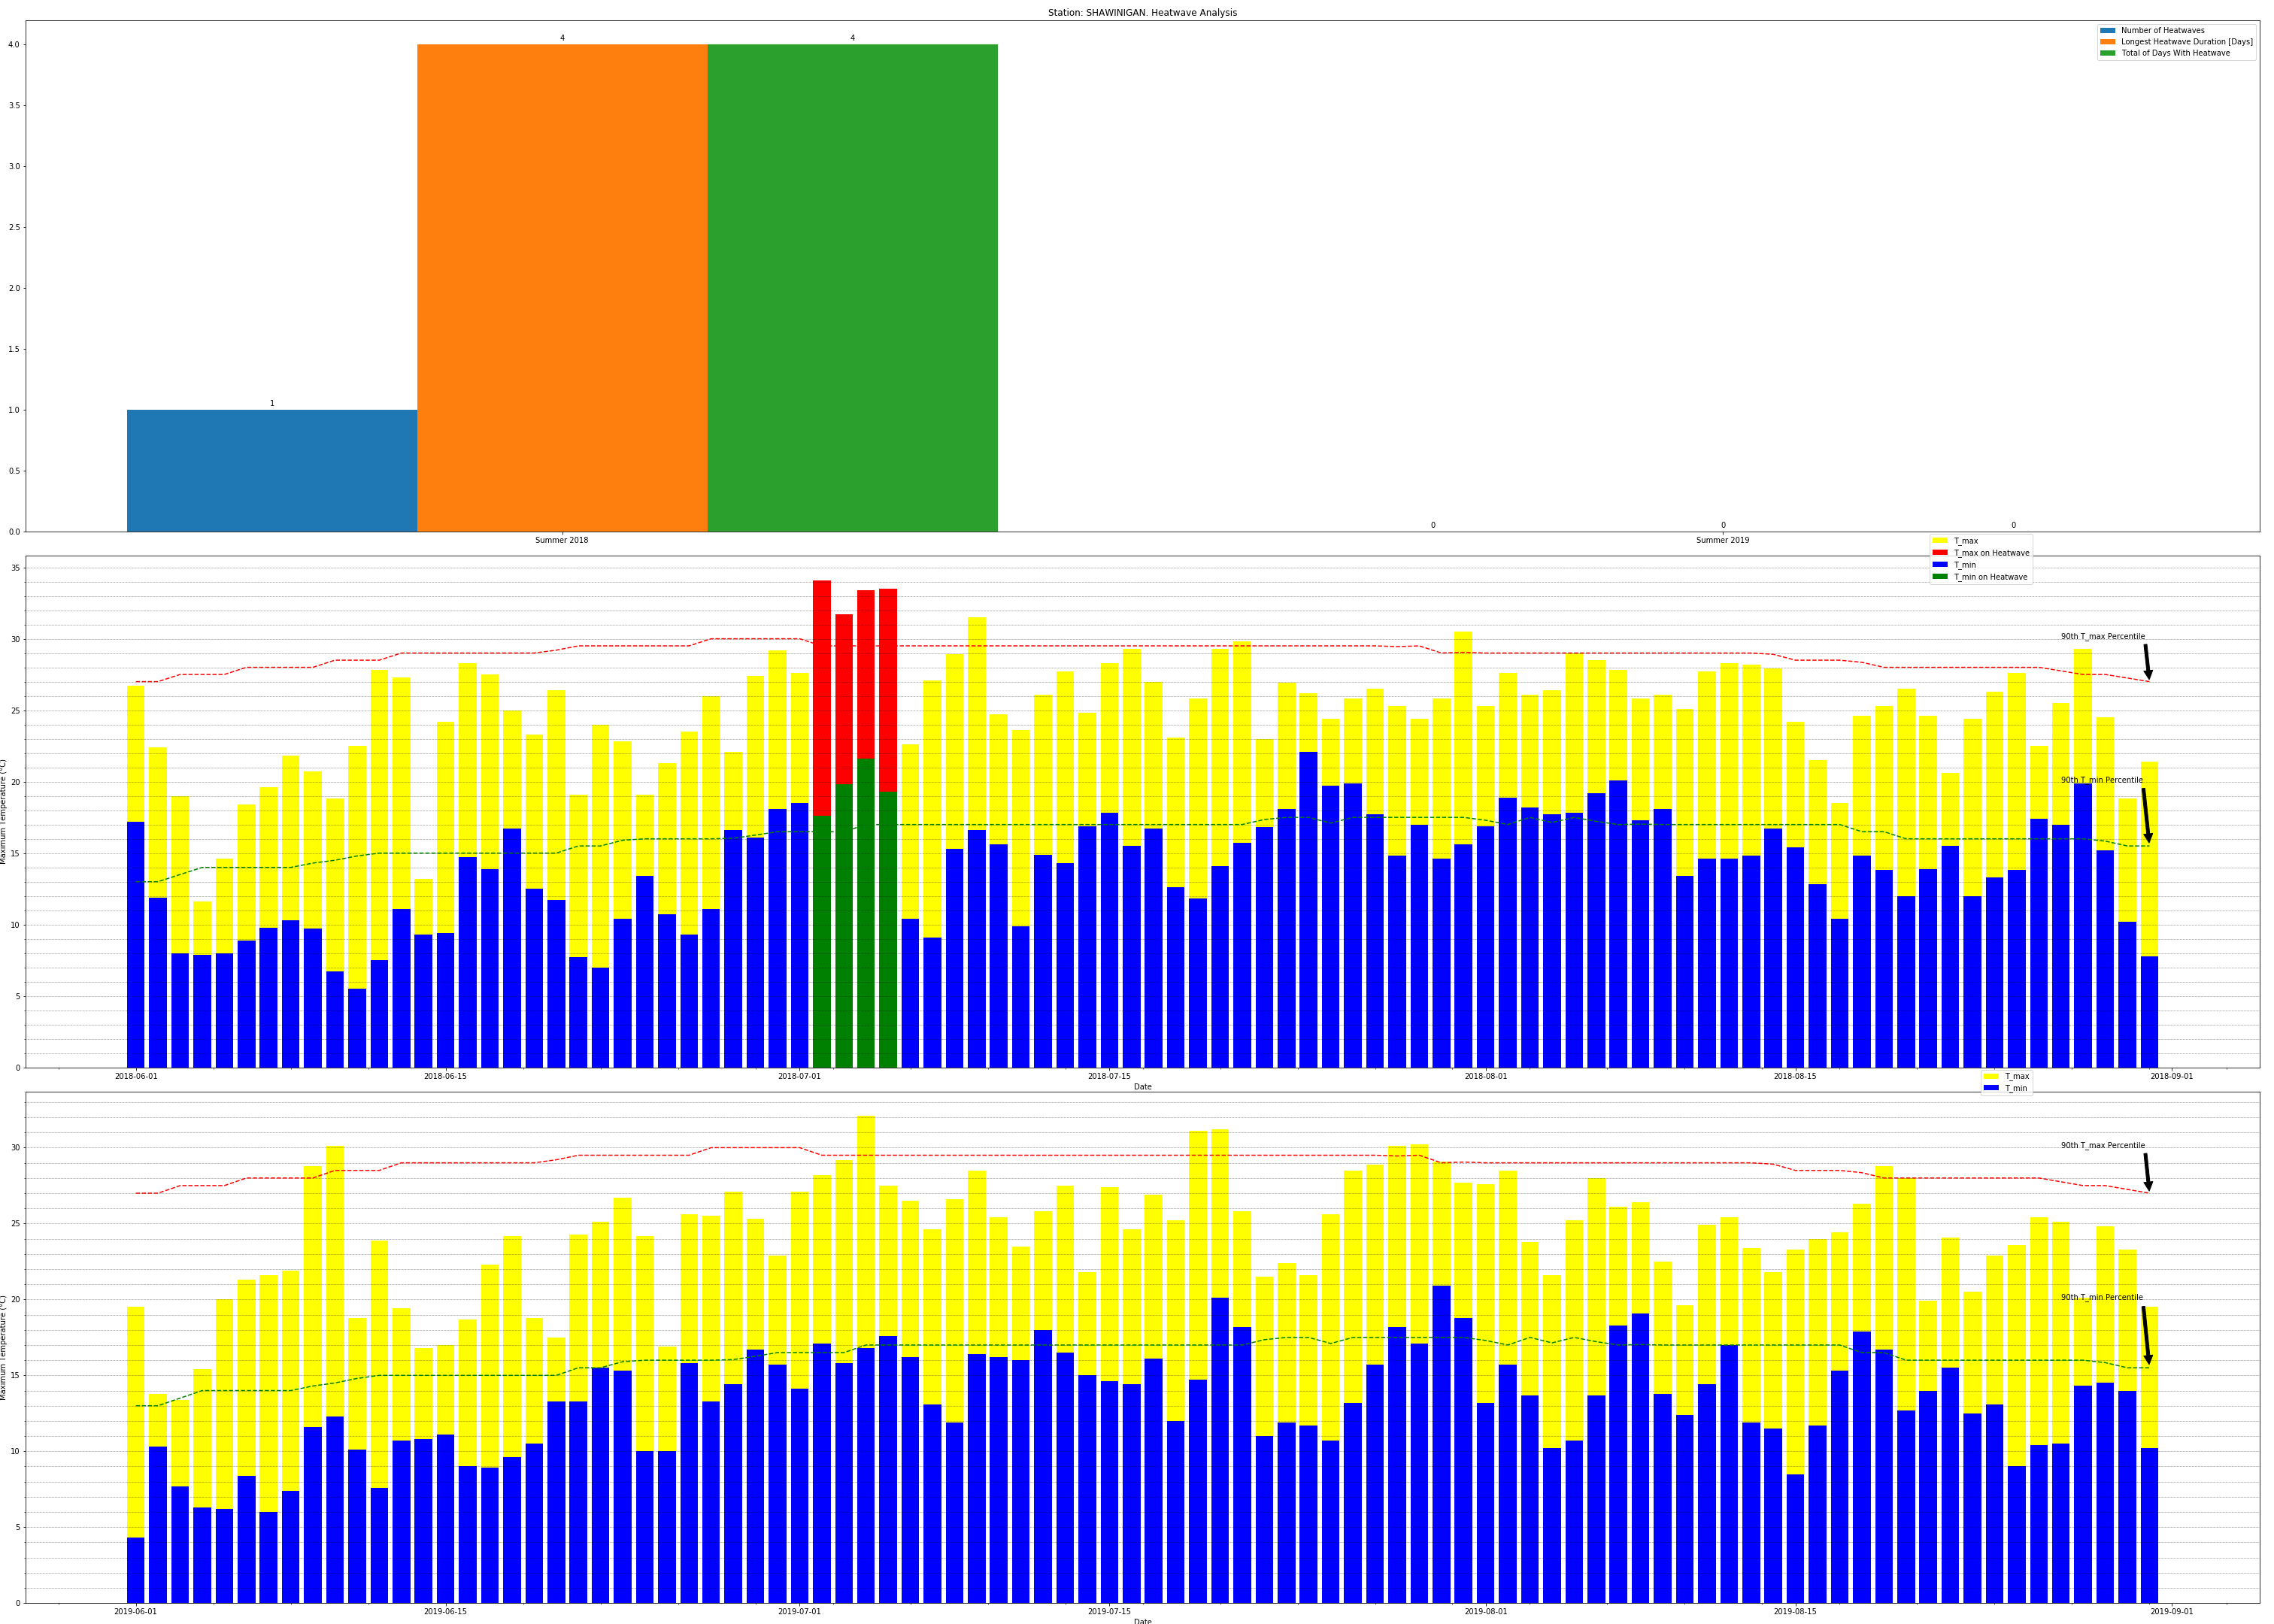 Station: SHAWINIGAN. Heatwave Analysis
Number of Heatwaves
Longest Heatwave Duration [Days]
Total of Days With Heatwave
4.0
3.5
3.0
2.5
2.0
1.5
1.0
0.5
0.0
1
4
4
0
0
0
Summer 2018
Summer 2019
T_max
T_max on Heatwave
T_min
T_min on Heatwave
Maximum Temperature (°C)
35
30
25
20
15
10
5
0
90th T_max Percentile
90th T_min Percentile
2018-06-01
2018-06-15
2018-07-01
2018-07-15
2018-08-01
2018-08-15
2018-09-01
Date
T_max
T_min
Maximum Temperature (°C)
30
25
20
15
10
5
0
90th T_max Percentile
90th T_min Percentile
2019-06-01
2019-06-15
2019-07-01
2019-07-15
2019-08-01
2019-08-15
2019-09-01
Date